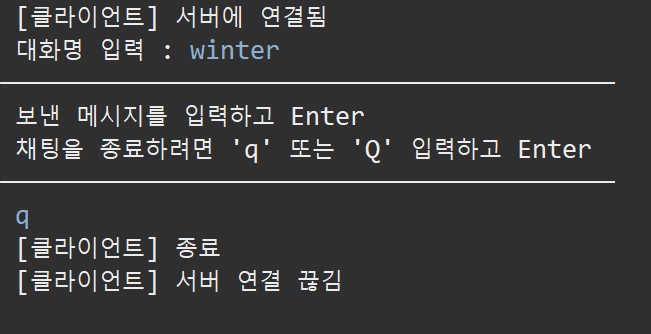 [클라이언트] 서버에 연결됨
대화명 입력 : winter
보낸 메시지를 입력하고 Enter
채팅을 종료하려면 'q' 또는 'Q' 입력하고 Enter
q
[클라이언트] 종료
[클라이언트] 서버 연결 끊김